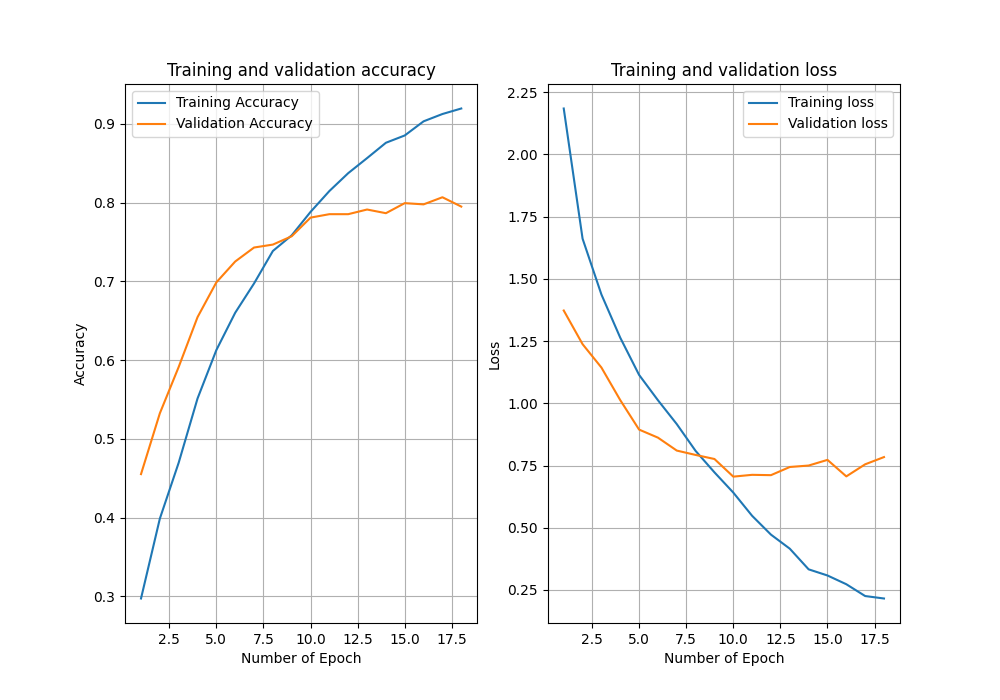 Training and validation accuracy
Training Accuracy
Validation Accuracy
0.9
0.8
0.7
0.6
0.5
0.4
0.3
Accuracy
2.5 5.0 7.5 10.0 12.5 15.0 17.5
Number of Epoch
Training and validation loss
Training loss
Validation loss
2.25
2.00
1.75
1.50
1.25
1.00
0.75
0.50
0.25
Loss
2.5 5.0 7.5 10.0 12.5 15.0 17.5
Number of Epoch